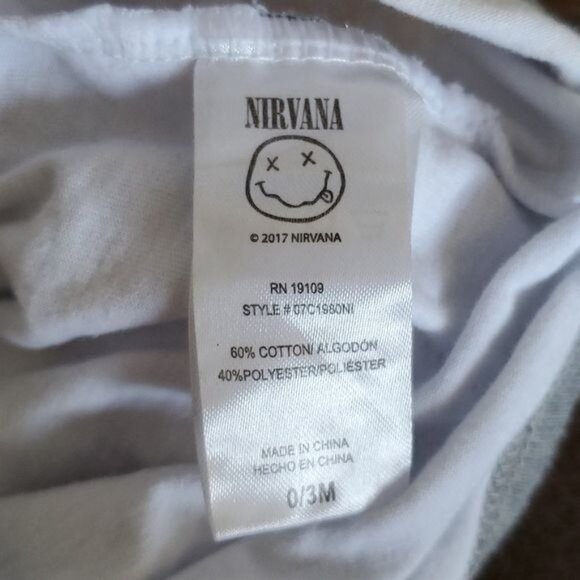 NIRVANA
© 2017 NIRVANA
RN 19109
STYLE # 07C1980NI
60% COTTON/ ALGODÓN
40%POLYESTER/POLIÉSTER
MADE IN CHINA
HECHO EN CHINA
0/3M